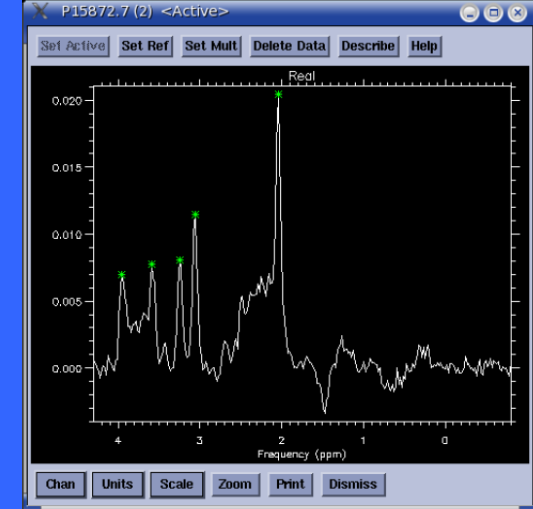 X P15872.7 (2) <Active>
Set Active Set Ref Set Mult Delete Data Describe Help
Real
0.020
0.015
0.010
0.005
0.000
4 3 2 1 0
Frequency (ppm)
Chan Units Scale Zoom Print Dismiss